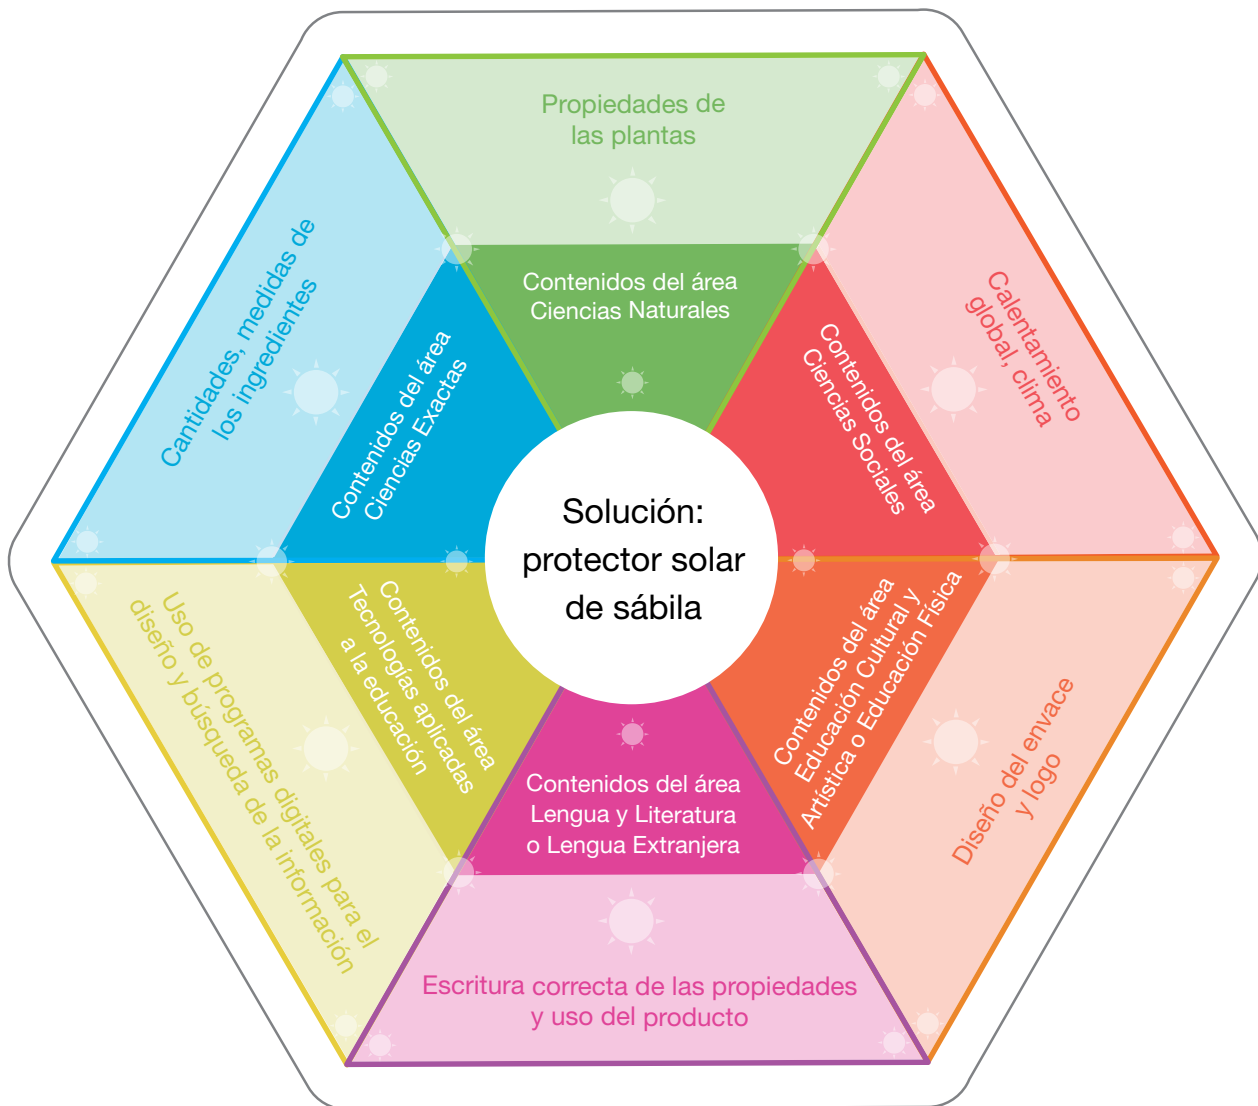 Propiedades de
las plantas
Contenidos del área
Ciencias Naturales
Calentamiento
global, clima
Contenidos del área
Ciencias Sociales
Cantidades, medidas de
los ingredientes
Contenidos del área
Ciencias Exactas
Solución:
protector solar
de sábila
Uso de programas digitales para el
diseño y búsqueda de la información
Contenidos del área
Tecnologías aplicadas
a la educación
Contenidos del área
Educación Cultural y
Artística o Educación Física
Diseño del envace
y logo
Contenidos del área
Lengua y Literatura
o Lengua Extranjera
Escritura correcta de las propiedades
y uso del producto